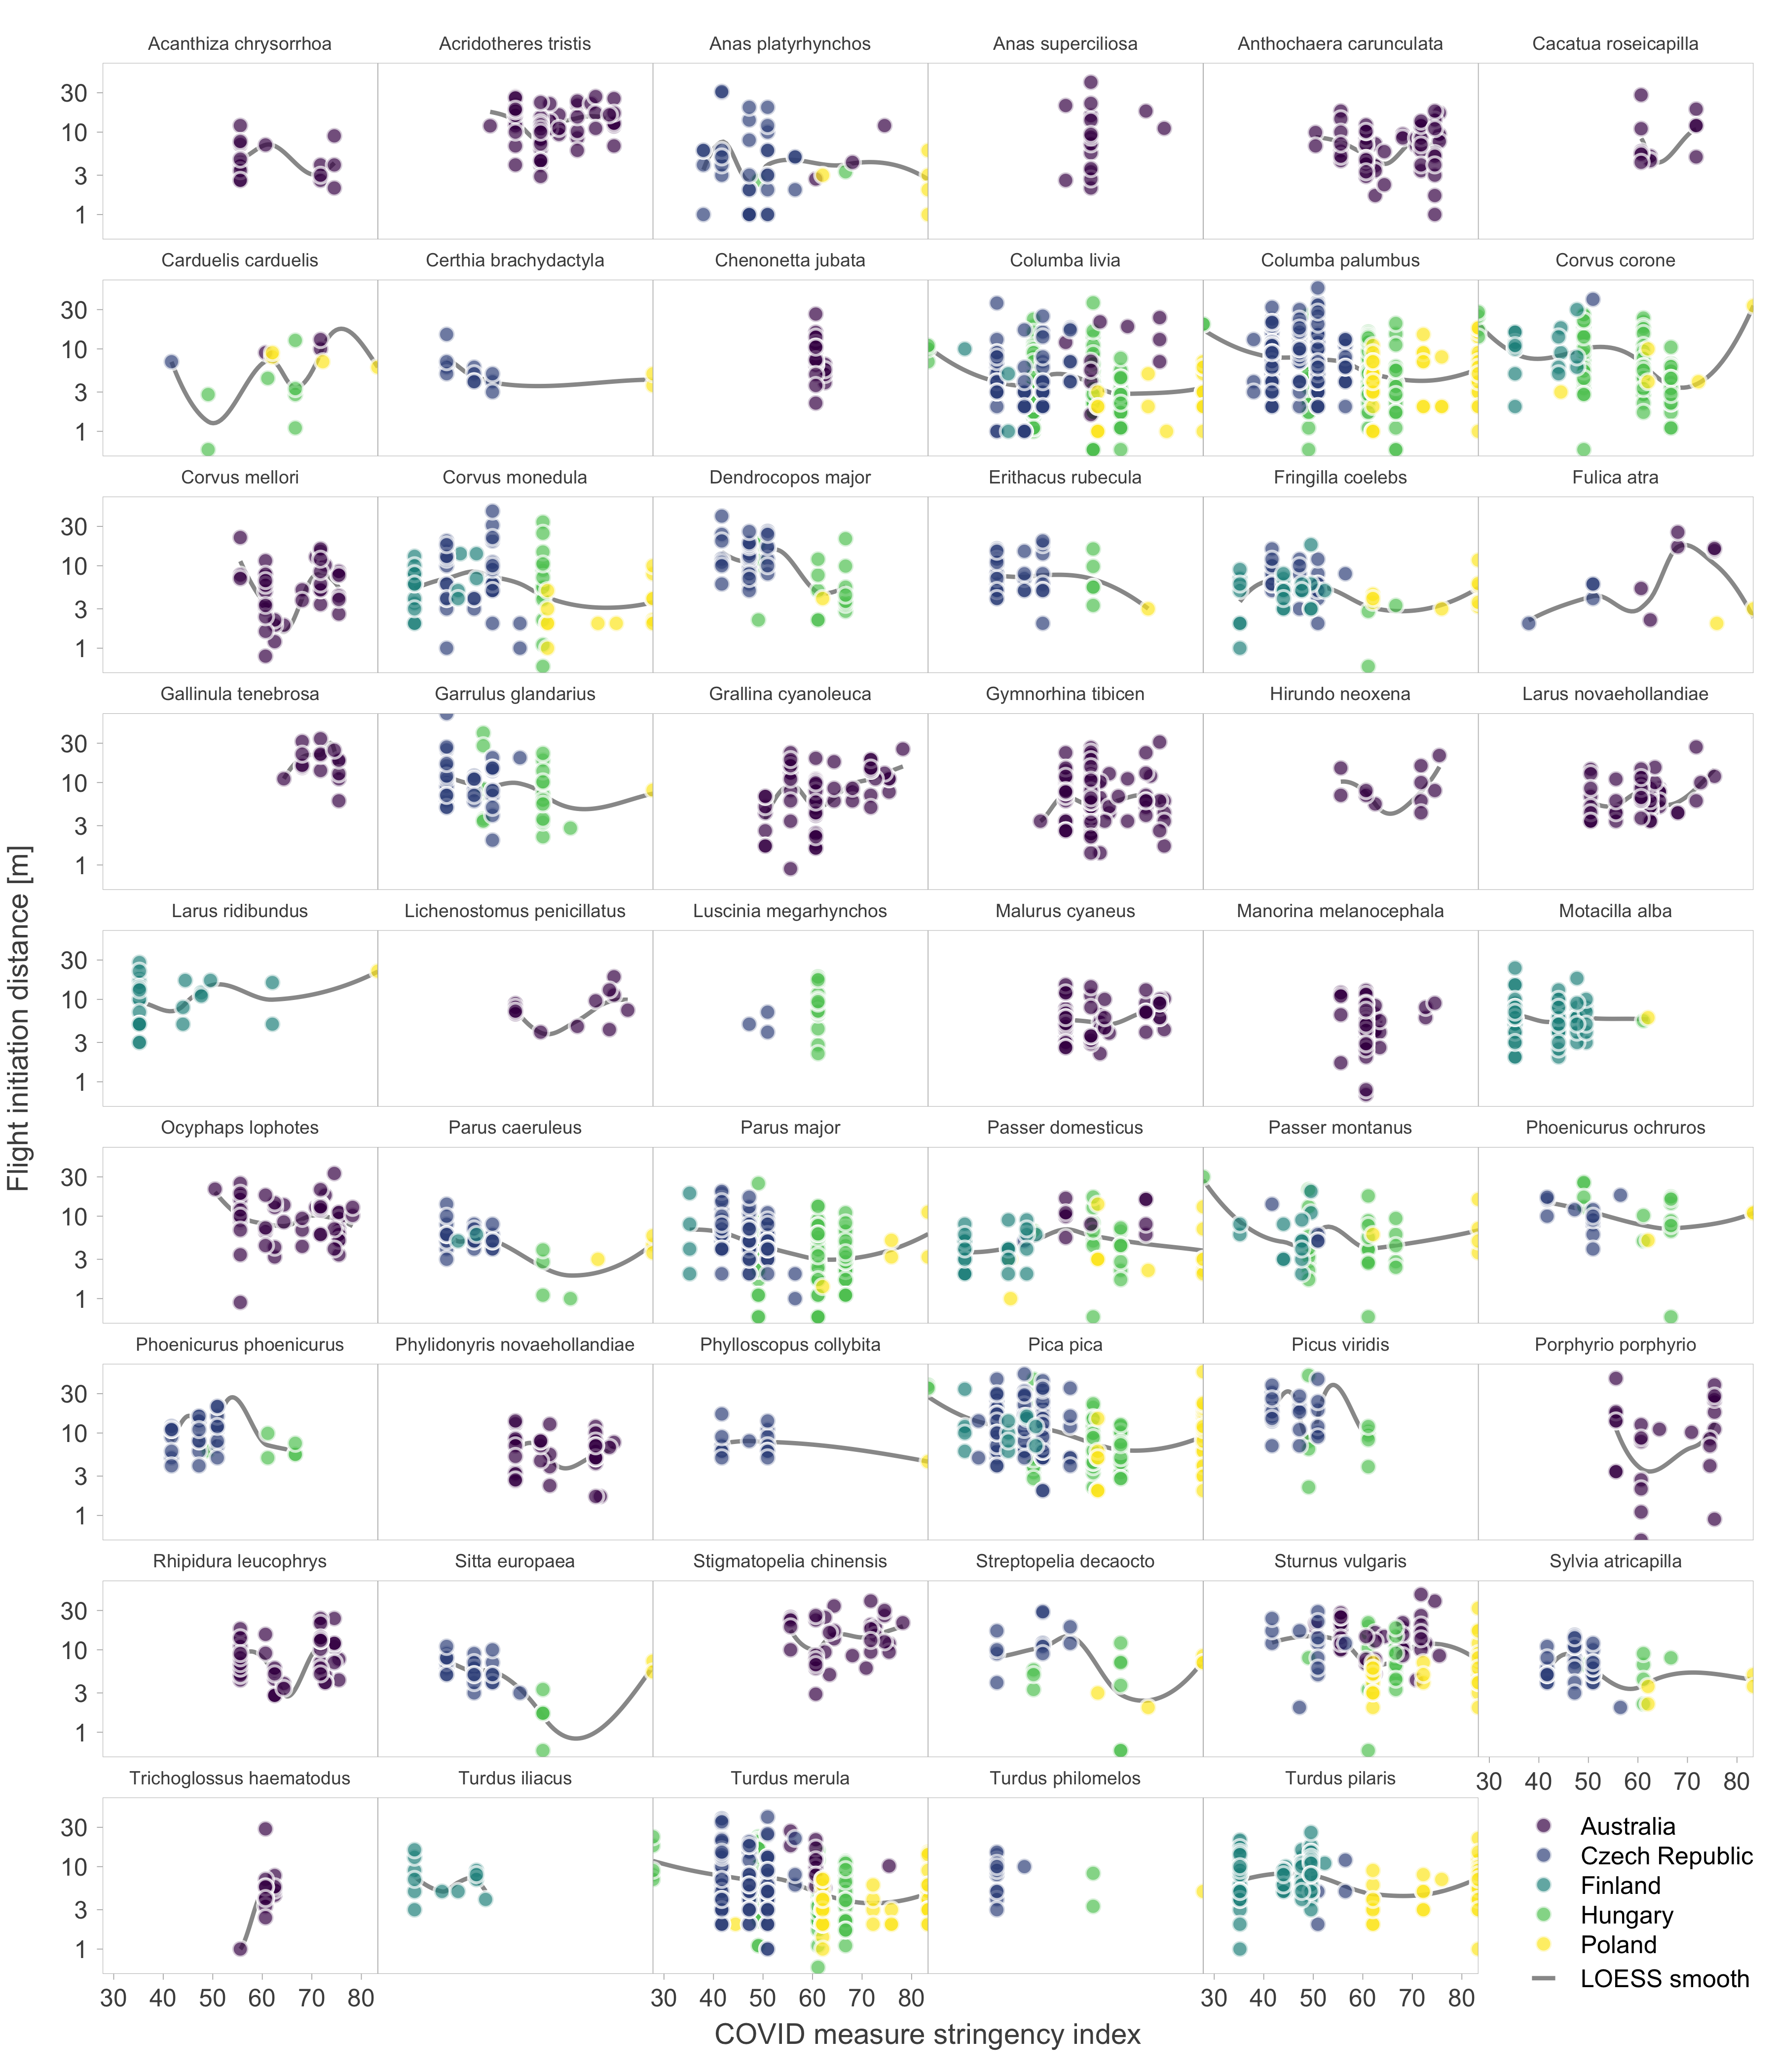 Acanthiza chrysorrhoa Acridotheres tristis Anas platyrhynchos Anas superciliosa Anthochaera carunculata Cacatua roseicapilla
30
10
3
1
Carduelis carduelis Certhia brachydactyla Chenonetta jubata Columba livia Columba palumbus Corvus corone
30
10
3
1
Corvus mellori Corvus monedula Dendrocopos major Erithacus rubecula Fringilla coelebs Fulica atra
30
10
3
1
Gallinula tenebrosa Garrulus glandarius Grallina cyanoleuca Gymnorhina tibicen Hirundo neoxena Larus novaehollandiae
30
10
3
1
Flight initiation distance [m]
Larus ridibundus Lichenostomus penicillatus Luscinia megarhynchos Malurus cyaneus Manorina melanocephala Motacilla alba
30
10
3
1
Ocyphaps lophotes Parus caeruleus Parus major Passer domesticus Passer montanus Phoenicurus ochruros
30
10
3
1
Phoenicurus phoenicurus Phylidonyris novaehollandiae Phylloscopus collybita Pica pica Picus viridis Porphyrio porphyrio
30
10
3
1
Rhipidura leucophrys Sitta europaea Stigmatopelia chinensis Streptopelia decaocto Sturnus vulgaris Sylvia atricapilla
30
10
3
1
30 40 50 60 70 80
Trichoglossus haematodus Turdus iliacus Turdus merula Turdus philomelos Turdus pilaris
30
10
3
1
30 40 50 60 70 80 30 40 50 60 70 80 30 40 50 60 70 80
Australia
Czech Republic
Finland
Hungary
Poland
LOESS smooth
COVID measure stringency index